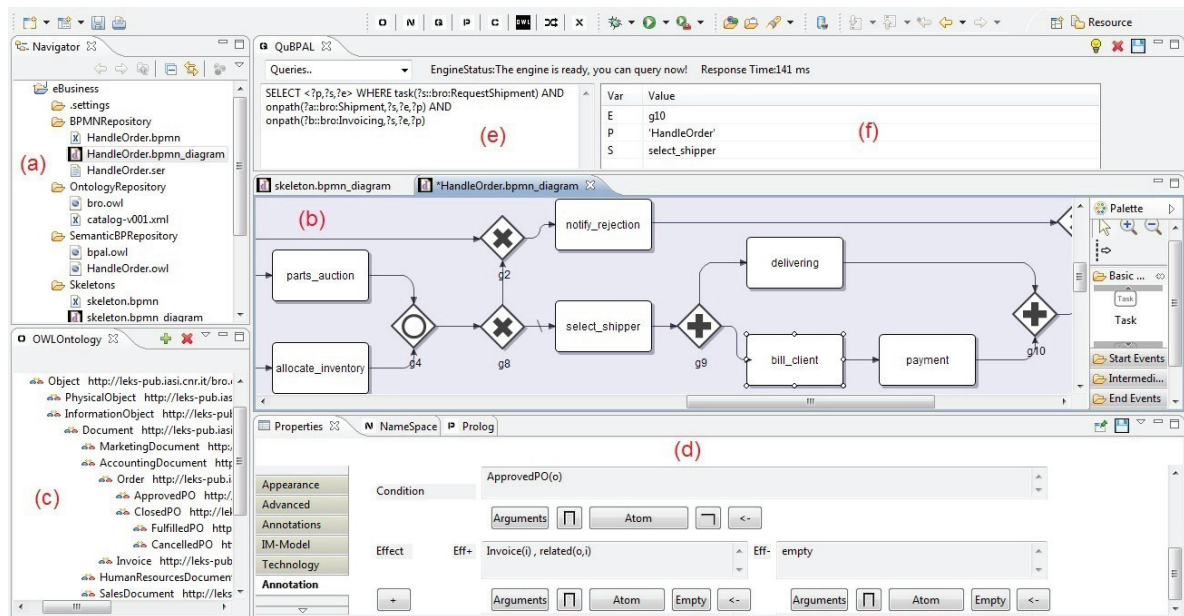 O N G P C OWL X
Resource
Navigator
eBusiness
.settings
BPMNRepository
HandleOrder.bpmn
HandleOrder.bpmn_diagram
HandleOrder.ser
OntologyRepository
bro.owl
catalog-v001.xml
SemanticBPRepository
bpal.owl
HandleOrder.owl
Skeletons
skeleton.bpmn
skeleton.bpmn_diagram
(a)
O OWLOntology
Object http://leks-pub.iasi.cnr.it/bro.
PhysicalObject http://leks-pub.ias
InformationObject http://leks-pul
Document http://leks-pub.iasi
MarketingDocument http:/
AccountingDocument http
Order http://leks-pub.i
ApprovedPO http:/
ClosedPO http://lel
FulfilledPO http
CancelledPO ht
Invoice http://leks-pub
HumanResourcesDocumen
SalesDocument http://leks
(c)
Q QuBPAL
Queries..
EngineStatus:The engine is ready, you can query now! Response Time:141 ms
SELECT <?p,?s,?e> WHERE task(?s::bro:RequestShipment) AND
onpath(?a::bro:Shipment,?s,?e,?p) AND
onpath(?b::bro:Invoicing,?s,?e,?p)
(e)
Var Value
E g10
P 'HandleOrder'
S select_shipper
(f)
skeleton.bpmn_diagram *HandleOrder.bpmn_diagram
(b)
notify_rejection
g2
parts_auction
delivering
select_shipper
g4
g8
g9
bill_client
payment
g10
allocate_inventory
Palette
Basic ...
Task
Task
Start Events
Intermedi...
End Events
Properties N NameSpace P Prolog
(d)
Appearance
Advanced
Annotations
IM-Model
Technology
Annotation
Condition
ApprovedPO(o)
Arguments Atom <-
Effect Eff+ Invoice(i) , related(o,i) Eff- empty
+ Arguments Atom Empty <- Arguments Atom Empty <-